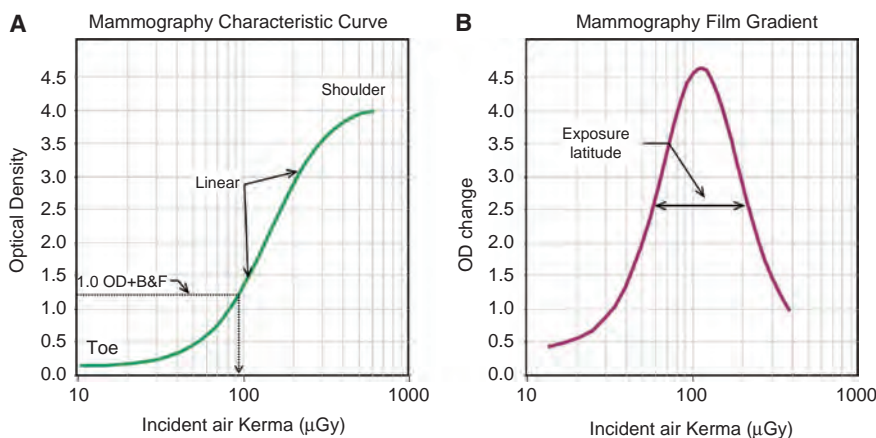 A
Mammography Characteristic Curve
4.5
4.0
3.5
3.0
2.5
2.0
1.5
1.0
0.5
0.0
Optical Density
Shoulder
Linear
1.0 OD+B&F
Toe
10
100
1000
Incident air Kerma (μGy)
B
Mammography Film Gradient
4.5
4.0
3.5
3.0
2.5
2.0
1.5
1.0
0.5
0.0
OD change
Exposure
latitude
10
100
1000
Incident air Kerma (μGy)